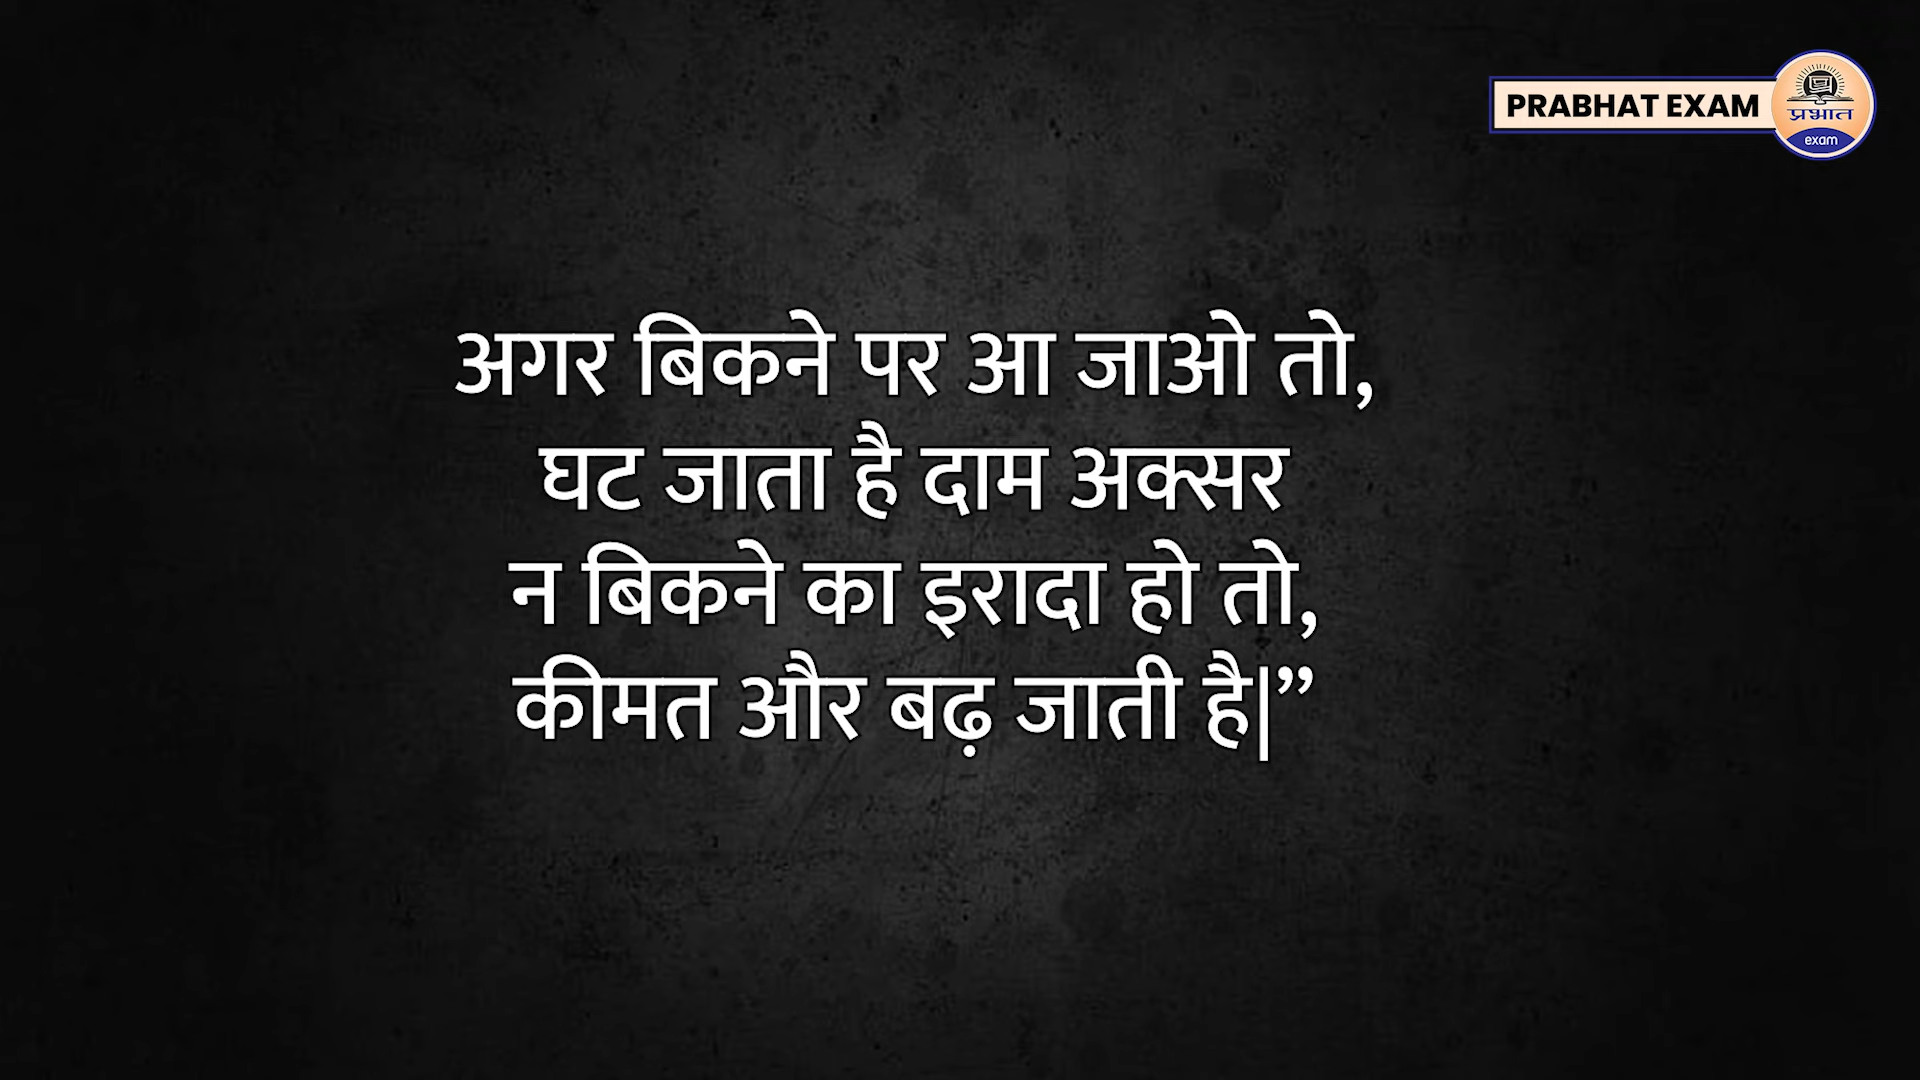 PRABHAT EXAM
प्रभात
exam
अगर बिकने पर आ जाओ तो,
घट जाता है दाम अक्सर
न बिकने का इरादा हो तो,
कीमत और बढ़ जाती है|”